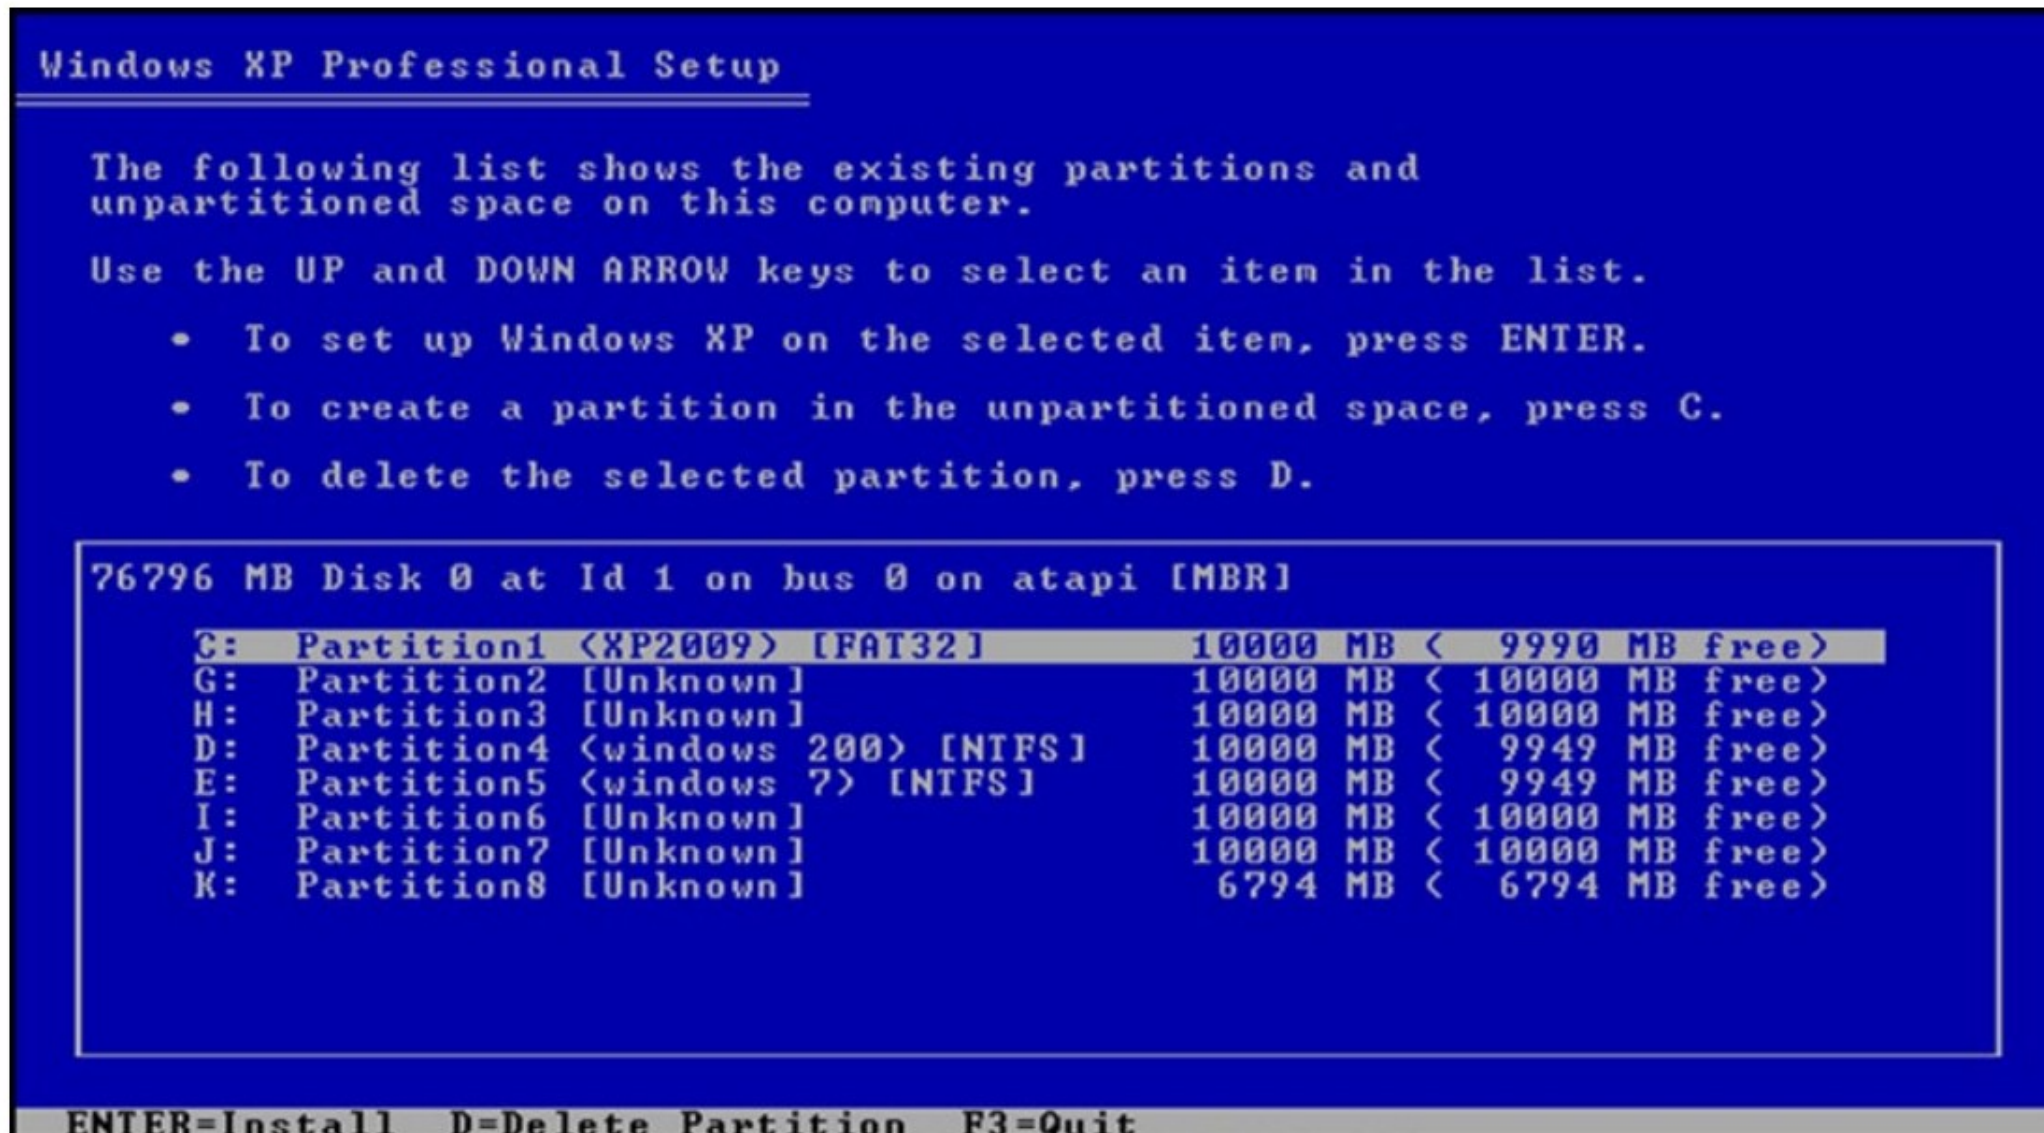 Windows XP Professional Setup
The following list shows the existing partitions and
unpartitioned space on this computer.
Use the UP and DOWN ARROW keys to select an item in the list.
• To set up Windows XP on the selected item, press ENTER.
• To create a partition in the unpartitioned space, press C.
• To delete the selected partition, press D.
76796 MB Disk 0 at Id 1 on bus 0 on atapi [MBR]
C: Partition1 (XP2009) [FAT32] 10000 MB ( 9990 MB free)
G: Partition2 [Unknown] 10000 MB ( 10000 MB free)
H: Partition3 [Unknown] 10000 MB ( 10000 MB free)
D: Partition4 (windows 200) [NTFS] 10000 MB ( 9949 MB free)
E: Partition5 (windows 7) [NTFS] 10000 MB ( 9949 MB free)
I: Partition6 [Unknown] 10000 MB ( 10000 MB free)
J: Partition7 [Unknown] 10000 MB ( 10000 MB free)
K: Partition8 [Unknown] 6794 MB ( 6794 MB free)
ENTER=Install D=Delete Partition F3=Quit